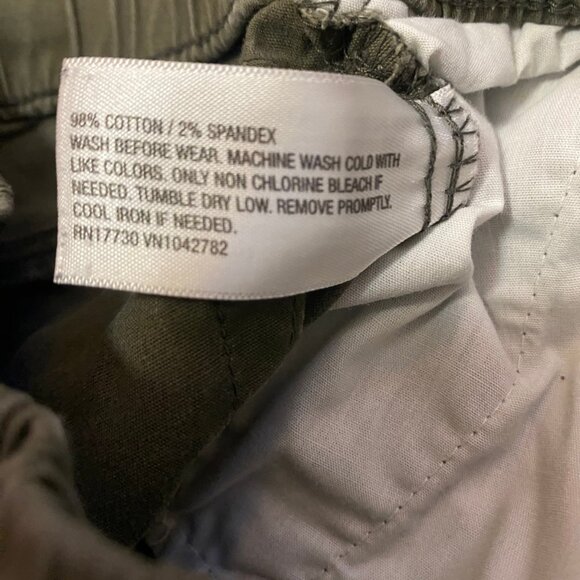 98% COTTON / 2% SPANDEX
WASH BEFORE WEAR. MACHINE WASH COLD WITH
LIKE COLORS. ONLY NON CHLORINE BLEACH IF
NEEDED. TUMBLE DRY LOW. REMOVE PROMPTLY.
COOL IRON IF NEEDED.
RN17730 VN1042782